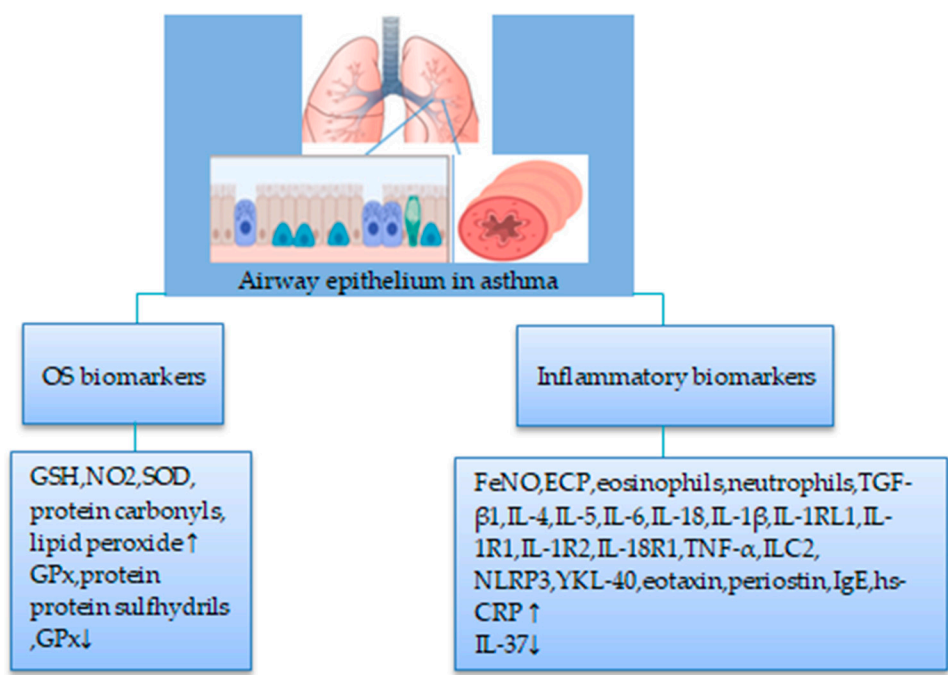 Airway epithelium in asthma
OS biomarkers
GSH,NO2,SOD,
protein carbonyls,
lipid peroxide↑
GPx,protein
protein sulfhydrils
,GPx↓
Inflammatory biomarkers
FeNO,ECP,eosinophils,neutrophils,TGF-
β1,IL-4,IL-5,IL-6,IL-18,IL-1β,IL-1RL1,IL-
1R1,IL-1R2,IL-18R1,TNF-α,ILC2,
NLRP3,YKL-40,eotaxin,periostin,IgE,hs-
CRP ↑
IL-37↓